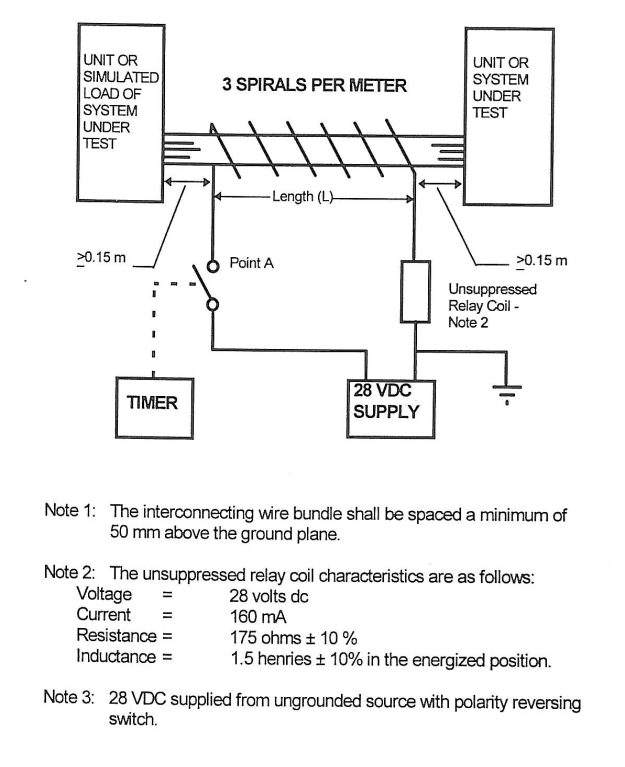 UNIT OR
SIMULATED
LOAD OF
SYSTEM
UNDER
TEST
3 SPIRALS PER METER
UNIT OR
SYSTEM
UNDER
TEST
Length (L)
>0.15 m
Point A
>0.15 m
Unsuppressed
Relay Coil -
Note 2
TIMER
28 VDC
SUPPLY
Note 1: The interconnecting wire bundle shall be spaced a minimum of
50 mm above the ground plane.
Note 2: The unsuppressed relay coil characteristics are as follows:
Voltage = 28 volts dc
Current = 160 mA
Resistance = 175 ohms ± 10 %
Inductance = 1.5 henries ± 10% in the energized position.
Note 3: 28 VDC supplied from ungrounded source with polarity reversing
switch.